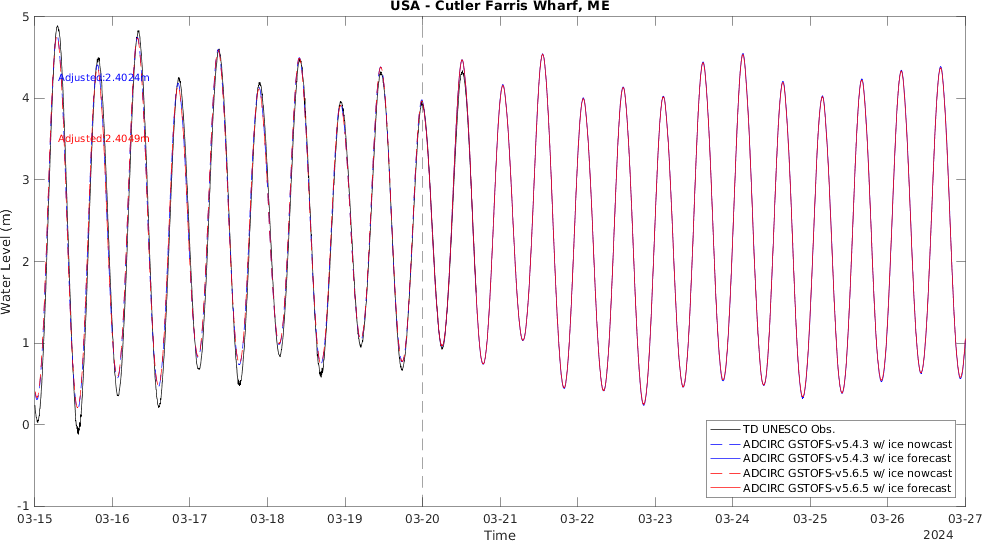 USA - Cutler Farris Wharf, ME
5
4
3
2
1
0
-1
Water Level (m)
Adjusted:2.4024m
Adjusted:2.4049m
TD UNESCO Obs.
ADCIRC GSTOFS-v5.4.3 w/ ice nowcast
ADCIRC GSTOFS-v5.4.3 w/ ice forecast
ADCIRC GSTOFS-v5.6.5 w/ ice nowcast
ADCIRC GSTOFS-v5.6.5 w/ ice forecast
03-15 03-16 03-17 03-18 03-19 03-20 03-21 03-22 03-23 03-24 03-25 03-26 03-27
Time
2024